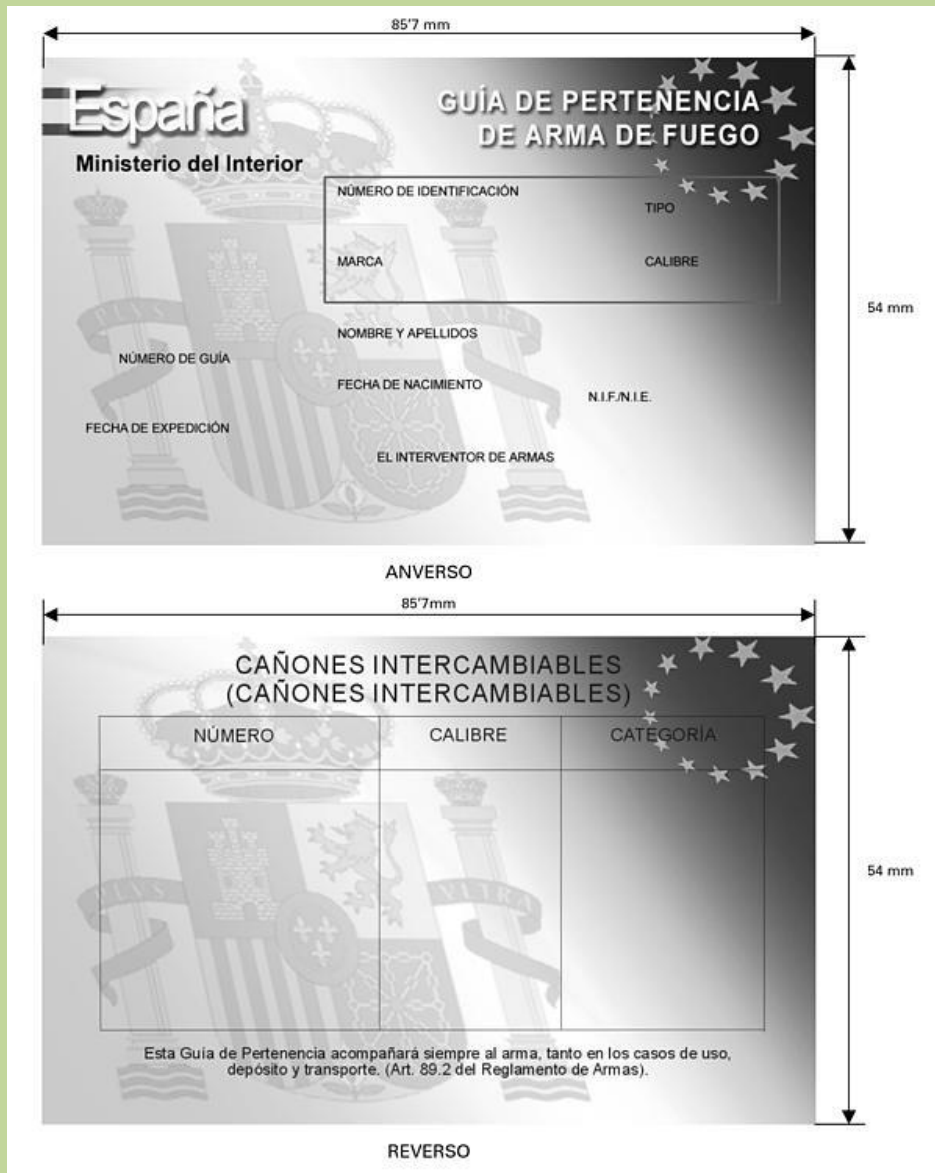 85'7 mm
España
Ministerio del Interior
GUÍA DE PERTENENCIA
DE ARMA DE FUEGO
NÚMERO DE IDENTIFICACIÓN
TIPO
MARCA
CALIBRE
NOMBRE Y APELLIDOS
NÚMERO DE GUÍA
FECHA DE NACIMIENTO
N.I.F./N.I.E.
FECHA DE EXPEDICIÓN
EL INTERVENTOR DE ARMAS
54 mm
ANVERSO
85'7mm
CAÑONES INTERCAMBIABLES
(CAÑONES INTERCAMBIABLES)
NÚMERO
CALIBRE
CATEGORÍA
54 mm
Esta Guía de Pertenencia acompañará siempre al arma, tanto en los casos de uso,
depósito y transporte. (Art. 89.2 del Reglamento de Armas).
REVERSO